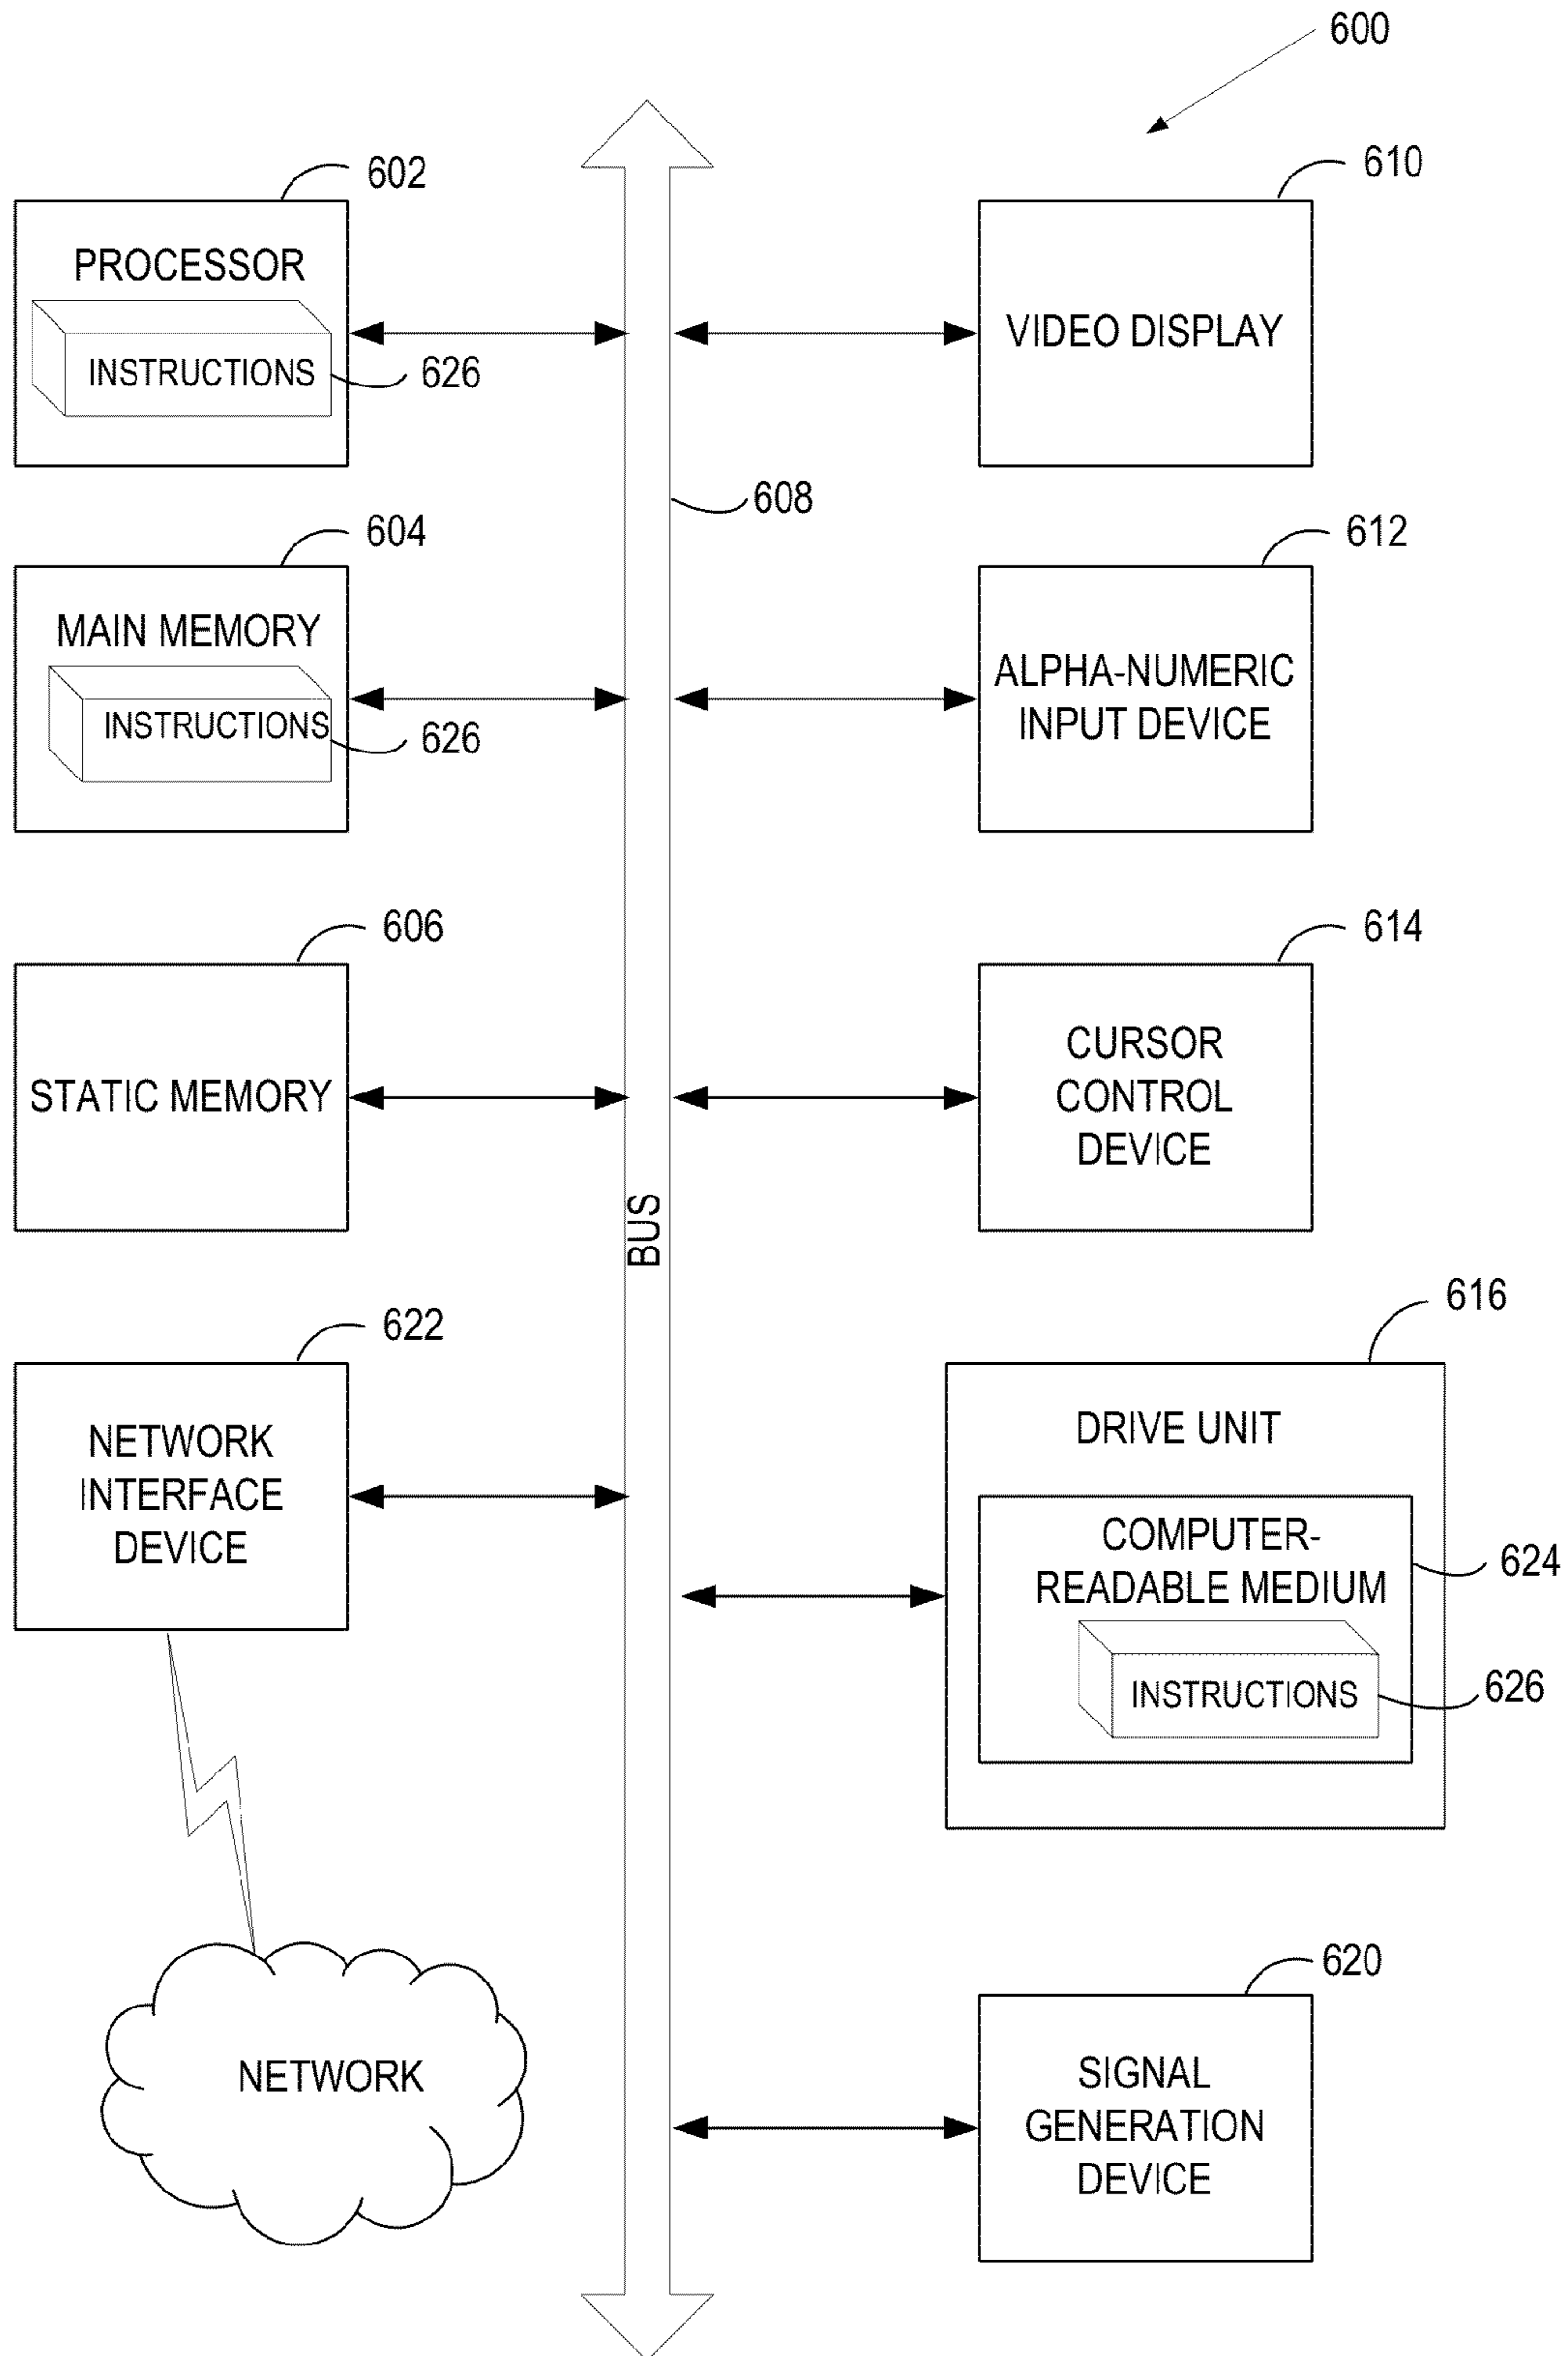 600
602
PROCESSOR
INSTRUCTIONS
626
610
VIDEO DISPLAY
608
604
MAIN MEMORY
INSTRUCTIONS
626
612
ALPHA-NUMERIC
INPUT DEVICE
606
STATIC MEMORY
614
CURSOR
CONTROL
DEVICE
BUS
622
NETWORK
INTERFACE
DEVICE
616
DRIVE UNIT
COMPUTER-
READABLE MEDIUM
624
INSTRUCTIONS
626
NETWORK
620
SIGNAL
GENERATION
DEVICE